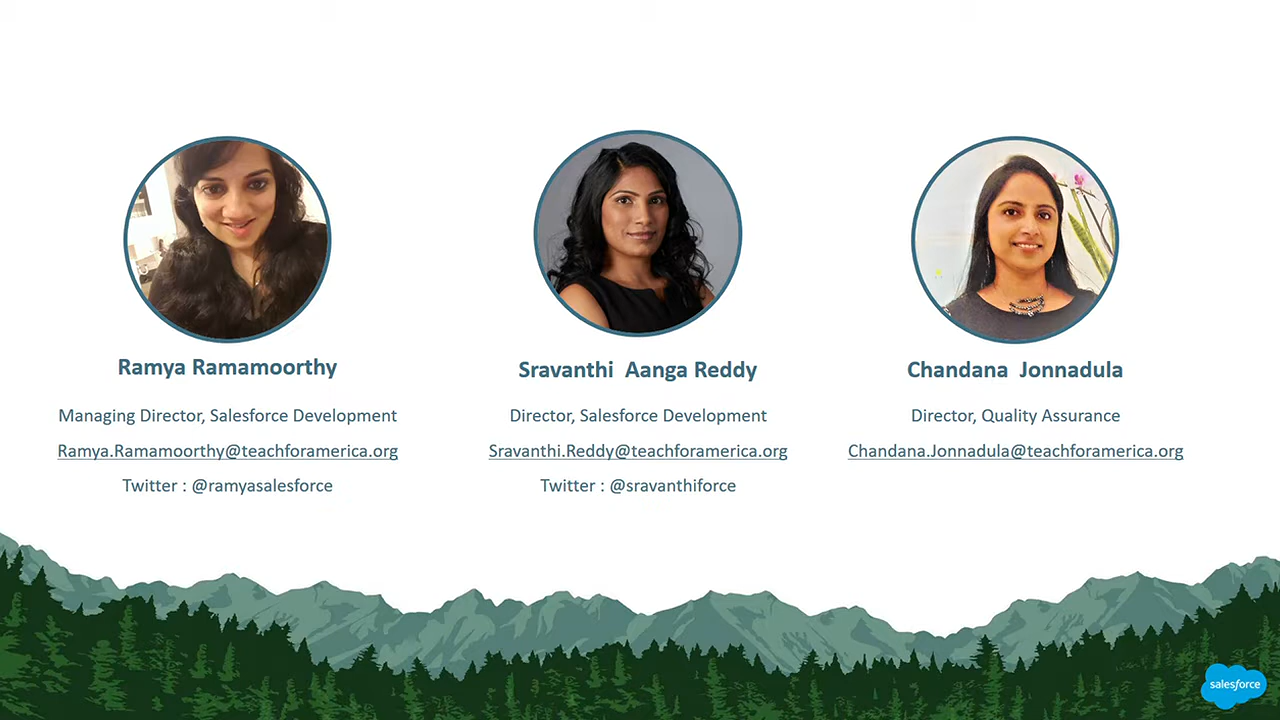 Ramya Ramamoorthy
Managing Director, Salesforce Development
Ramya.Ramamoorthy@teachforamerica.org
Twitter : @ramyasalesforce
Sravanthi  Aanga Reddy
Director, Salesforce Development
Sravanthi.Reddy@teachforamerica.org
Twitter : @sravanthiforce
Chandana  Jonnadula
Director, Quality Assurance
Chandana.Jonnadula@teachforamerica.org
salesforce